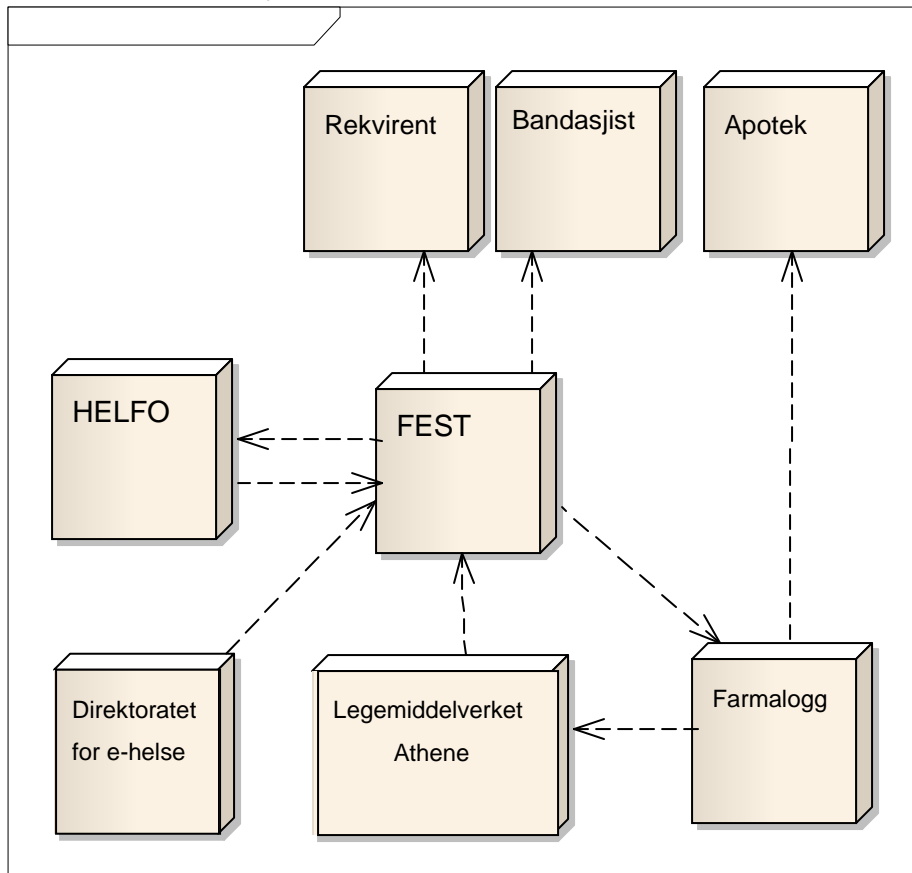 Rekvirent
Bandasjist
Apotek
HELFO
FEST
Direktoratet
for e-helse
Legemiddelverket
Athene
Farmalogg